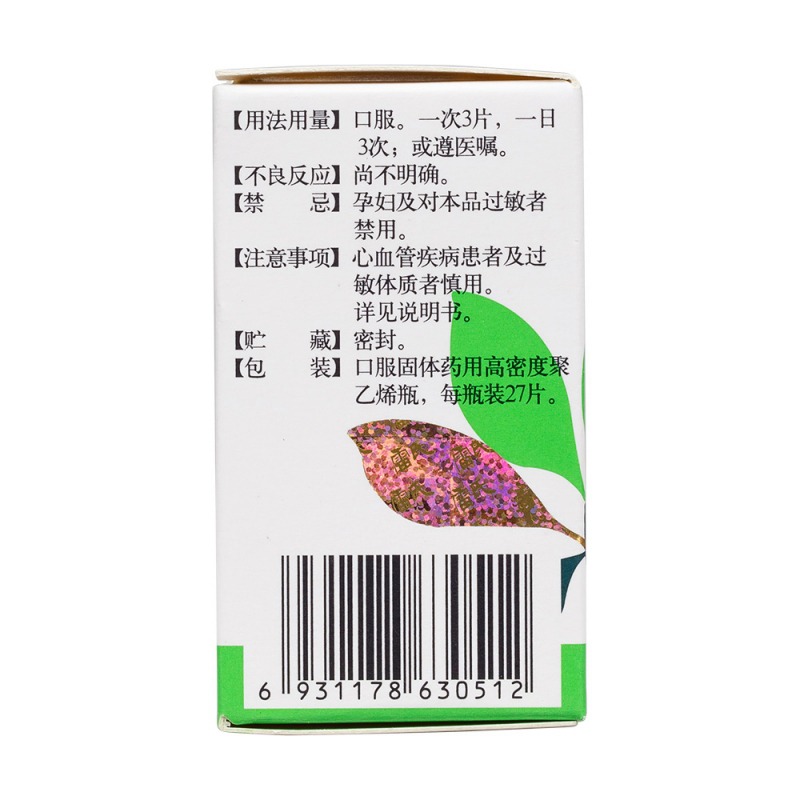 【用法用量】口服。一次3片，一日
3次；或遵医嘱。
【不良反应】尚不明确。
【禁 忌】孕妇及对本品过敏者
禁用。
【注意事项】心血管疾病患者及过
敏体质者慎用。
详见说明书。
【贮 藏】密封。
【包 装】口服固体药用高密度聚
乙烯瓶，每瓶装27片。
6 931178 630512